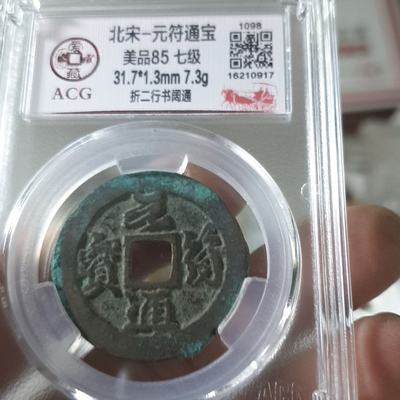 北宋-元符通宝
美品85 七级
31.7*1.3mm 7.3g
折二行书阔通
ACG
1098
16210917
元
符
通
寳